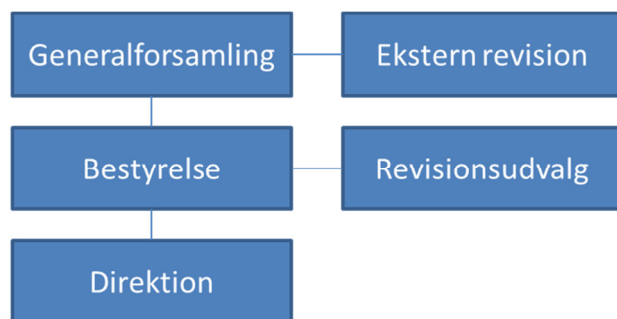 Generalforsamling
Ekstern revision
Bestyrelse
Revisionsudvalg
Direktion